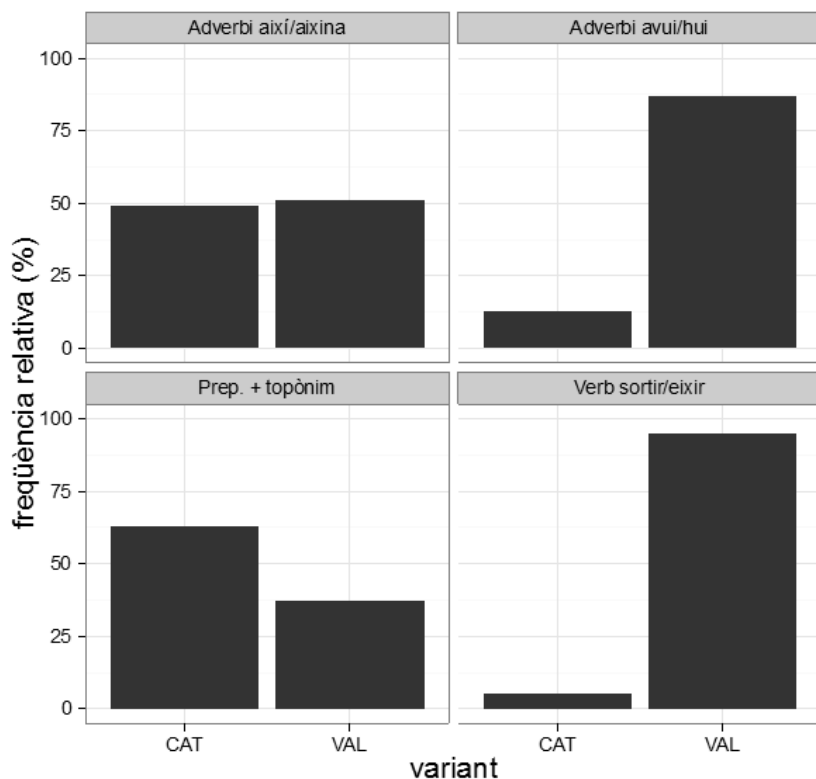 Adverbi així/aixina
Adverbi avui/hui
100
75
50
25
0
Prep. + topònim
Verb sortir/eixir
100
75
50
25
0
CAT
VAL
CAT
VAL
freqüència relativa (%)
variant